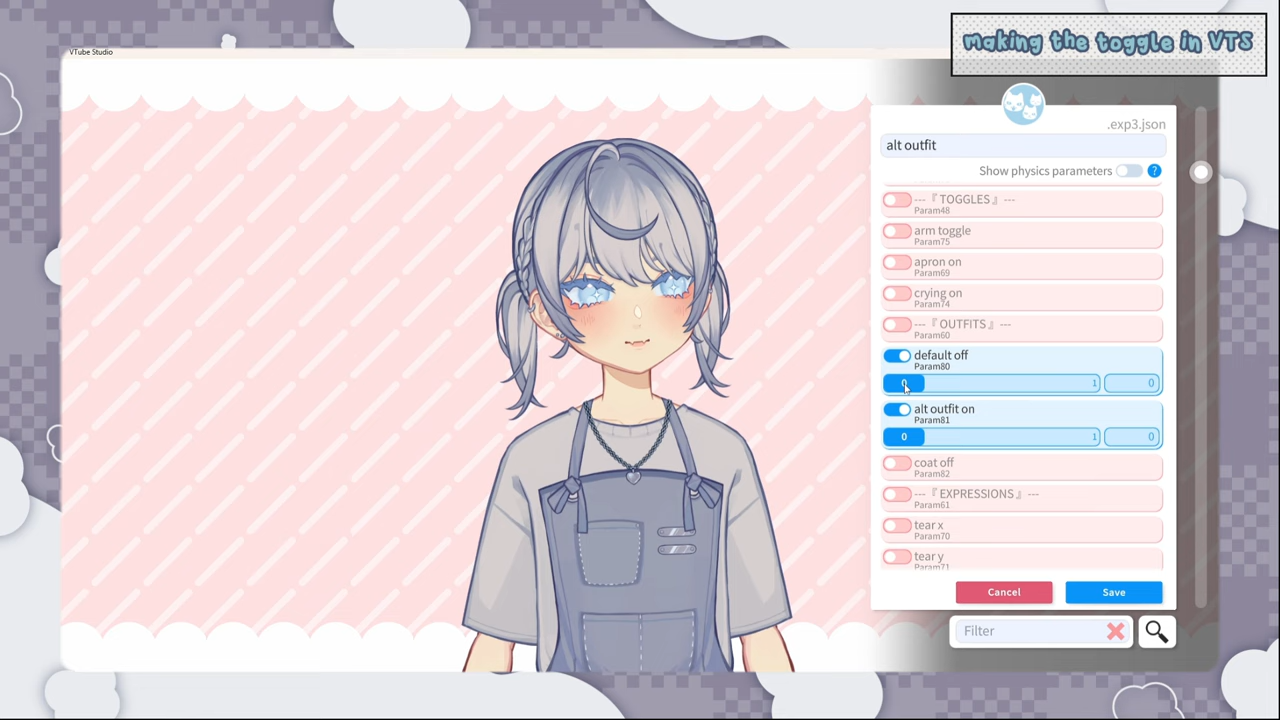 making the toggle in VTS
VTube Studio
.exp3.json
alt outfit
Show physics parameters ?
---『 TOGGLES 』---
Param48
arm toggle
Param75
apron on
Param69
crying on
Param74
---『 OUTFITS 』---
Param60
default off
Param80
0 1 0
alt outfit on
Param81
0 1 0
coat off
Param82
---『 EXPRESSIONS 』---
Param61
tear x
Param70
tear y
Param71
Cancel Save
Filter